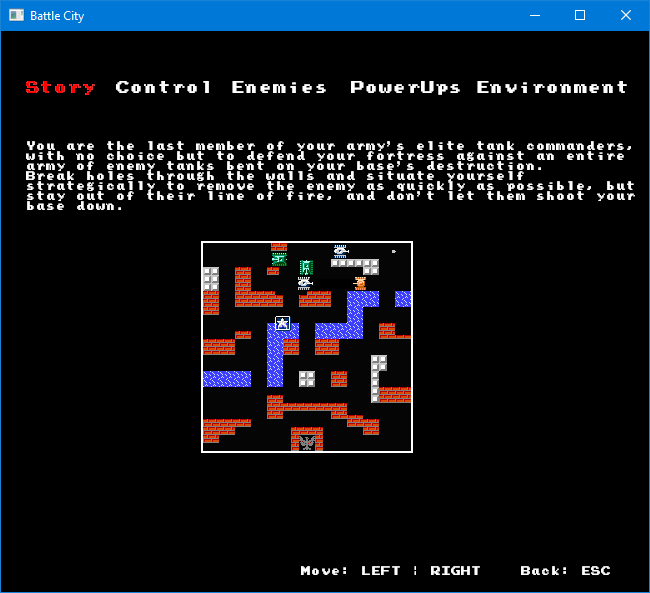 Battle City
Story Control Enemies PowerUps Environment
You are the last member of your army's elite tank commanders,
with no choice but to defend your fortress against an entire
army of enemy tanks bent on your base's destruction.
Break holes through the walls and situate yourself
strategically to remove the enemy as quickly as possible, but
stay out of their line of fire, and don't let them shoot your
base down.
Move: LEFT | RIGHT Back: ESC